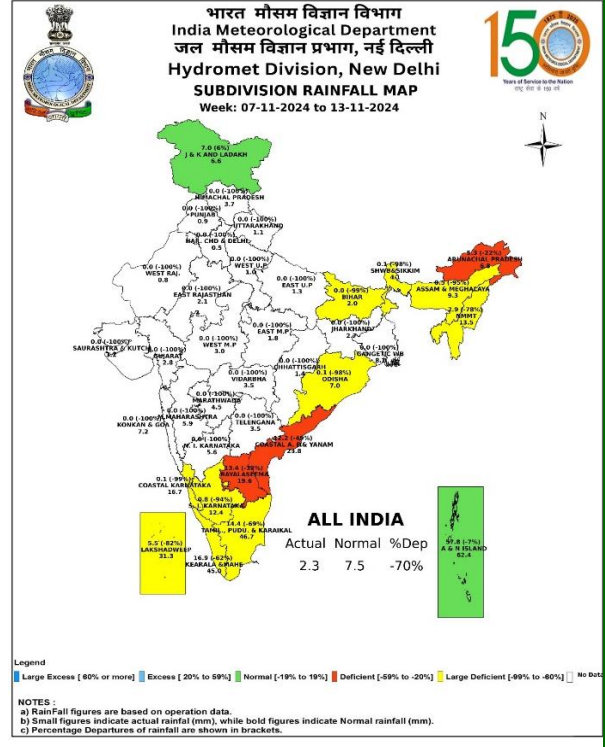 भारत मौसम विज्ञान विभाग
India Meteorological Department
जल मौसम विज्ञान प्रभाग, नई दिल्ली
Hydromet Division, New Delhi
SUBDIVISION RAINFALL MAP
Week: 07-11-2024 to 13-11-2024
150
Years of Service to the Nation
राष्ट्र सेवा के 150 वर्ष
N
7.0 (6%)
J & K AND LADAKH
6.6
0.0 (-100%)
HIMACHAL PRADESH
3.7
0.0 (-100%)
PUNJAB
0.9
0.0 (-100%)
UTTARAKHAND
1.1
0.0 (-100%)
HAR. CHD & DELHI
0.5
0.0 (-100%)
WEST RAJ.
0.8
0.0 (-100%)
WEST U.P.
1.0
0.0 (-100%)
EAST U.P
1.3
0.0 (-100%)
EAST RAJASTHAN
2.1
0.0 (-99%)
BIHAR
2.0
0.1 (-98%)
SHWB&SIKKIM
4.1
5.3 (-22%)
ARUNACHAL PRADESH
6.8
0.5 (-95%)
ASSAM & MEGHALAYA
9.3
2.9 (-78%)
NMMT
13.5
0.0 (-100%)
JHARKHAND
0.0 (-100%)
GANGETIC WB
0.0 (-100%)
SAURASHTRA & KUTCH
1.2
0.0 (-100%)
GUJARAT
2.8
0.0 (-100%)
WEST M.P
3.0
0.0 (-100%)
EAST M.P
1.8
0.0 (-100%)
CHHATTISGARH
1.4
0.1 (-98%)
ODISHA
7.0
0.0 (-100%)
VIDARBHA
3.5
0.0 (-100%)
MARATHWADA
4.5
0.0 (-100%)
M MAHARASHTRA
5.9
0.0 (-100%)
KONKAN & GOA
7.2
0.0 (-100%)
TELENGANA
3.5
0.0 (-100%)
N. I. KARNATAKA
5.6
(-49%)
COASTAL A. P.& YANAM
23.8
RAYALASEEMA
0.1 (-99%)
COASTAL KARNATAKA
16.7
0.8 (-94%)
S. I. KARNATAKA
12.4
14.4 (-69%)
TAMIL., PUDU. & KARAIKAL
46.7
16.9 (-62%)
KEARALA &MAHE
45.0
5.5 (-82%)
LAKSHADWEEP
31.3
57.8 (-7%)
A & N ISLAND
62.4
ALL INDIA
Actual Normal %Dep
2.3 7.5 -70%
Legend
Large Excess [ 60% or more] Excess [ 20% to 59%] Normal [-19% to 19%] Deficient [-59% to -20%] Large Deficient [-99% to -60%] No Data
NOTES :
a) RainFall figures are based on operation data.
b) Small figures indicate actual rainfal (mm), while bold figures indicate Normal rainfall (mm).
c) Percentage Departures of rainfall are shown in brackets.